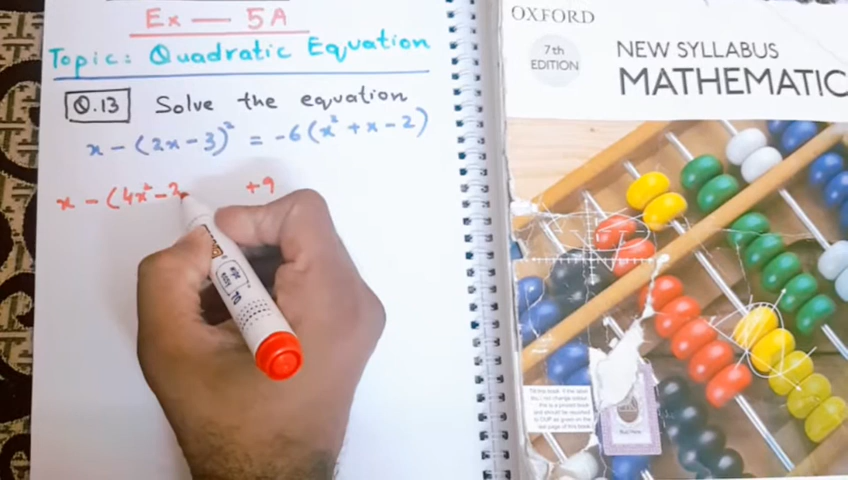 Ex — 5A
Topic: Quadratic Equation
Q.13 Solve the equation
x - (2x - 3)² = -6(x² + x - 2)
x - (4x² - 2 +9
OXFORD
7th
EDITION
NEW SYLLABUS
MATHEMATIC